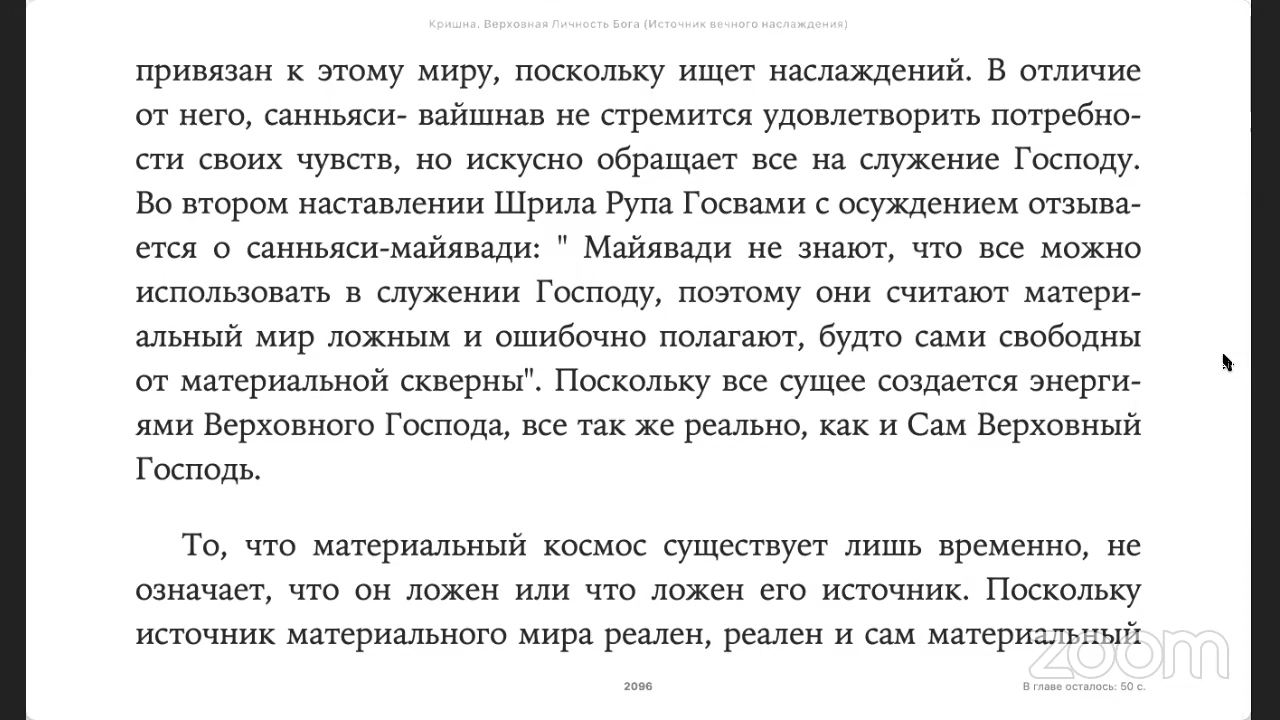 Кришна. Верховная Личность Бога (Источник вечного наслаждения)
привязан к этому миру, поскольку ищет наслаждений. В отличие
от него, санньяси- вайшнав не стремится удовлетворить потребно-
сти своих чувств, но искусно обращает все на служение Господу.
Во втором наставлении Шрила Рупа Госвами с осуждением отзыва-
ется о санньяси-майявади: " Майявади не знают, что все можно
использовать в служении Господу, поэтому они считают матери-
альный мир ложным и ошибочно полагают, будто сами свободны
от материальной скверны". Поскольку все сущее создается энерги-
ями Верховного Господа, все так же реально, как и Сам Верховный
Господь.
То, что материальный космос существует лишь временно, не
означает, что он ложен или что ложен его источник. Поскольку
источник материального мира реален, реален и сам материальный
zoom
2096
В главе осталось: 50 с.